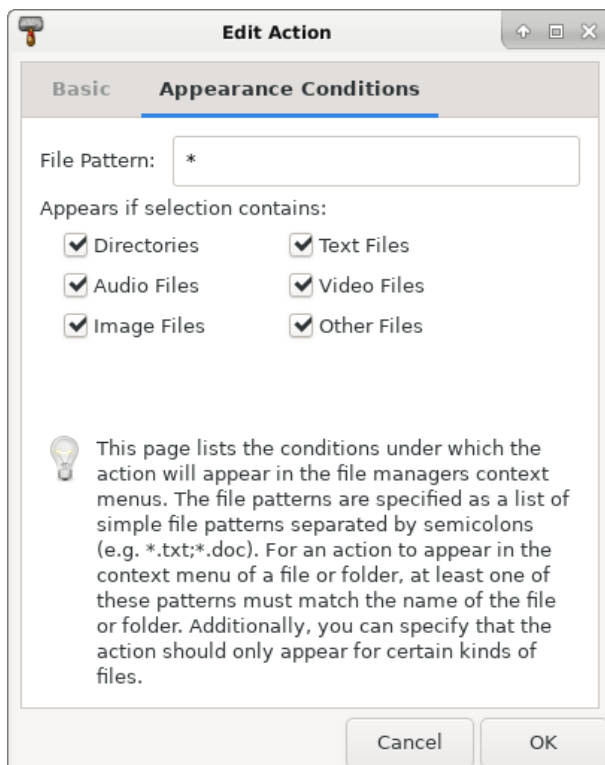 Edit Action
Basic Appearance Conditions
File Pattern: *
Appears if selection contains:
Directories Text Files
Audio Files Video Files
Image Files Other Files
This page lists the conditions under which the
action will appear in the file managers context
menus. The file patterns are specified as a list of
simple file patterns separated by semicolons
(e.g. *.txt;*.doc). For an action to appear in the
context menu of a file or folder, at least one of
these patterns must match the name of the file
or folder. Additionally, you can specify that the
action should only appear for certain kinds of
files.
Cancel OK